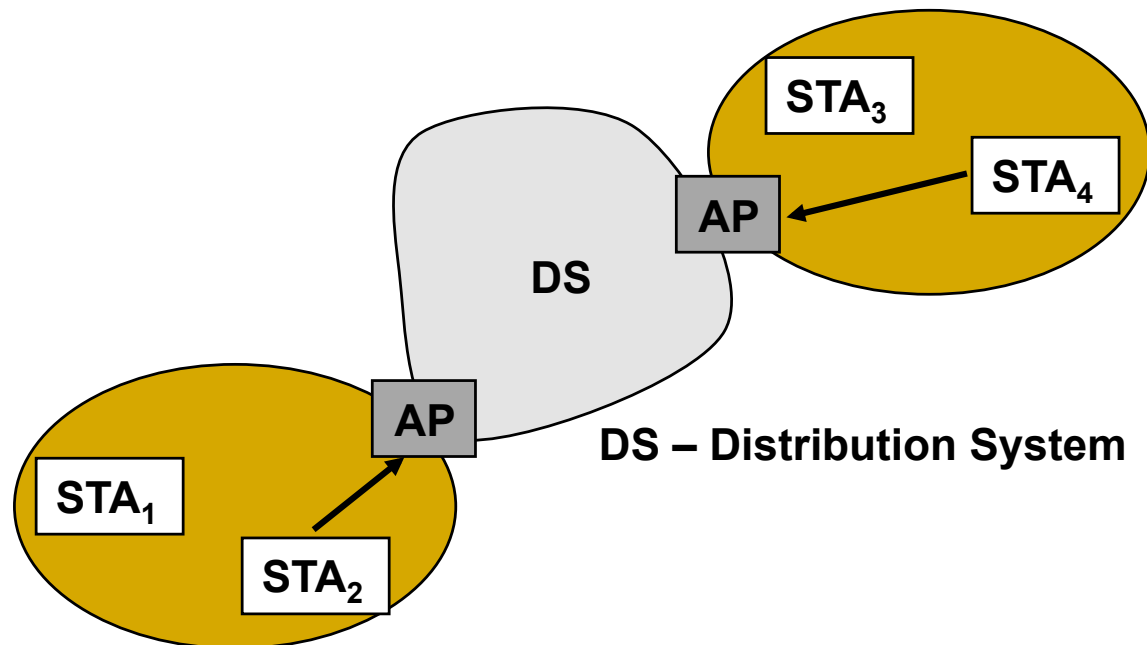 STA₃
STA₄
AP
DS
AP
DS – Distribution System
STA₁
STA₂